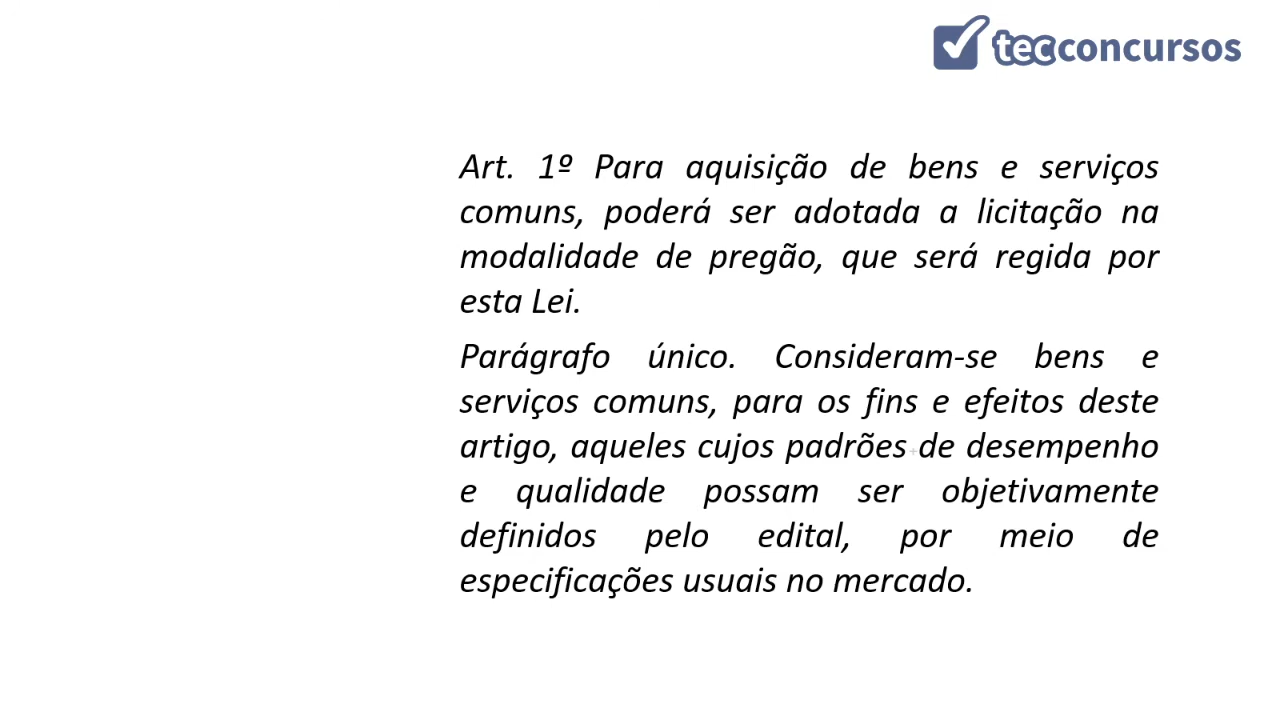 tecconcursos
Art. 1º Para aquisição de bens e serviços
comuns, poderá ser adotada a licitação na
modalidade de pregão, que será regida por
esta Lei.
Parágrafo único. Consideram-se bens e
serviços comuns, para os fins e efeitos deste
artigo, aqueles cujos padrões de desempenho
e qualidade possam ser objetivamente
definidos pelo edital, por meio de
especificações usuais no mercado.